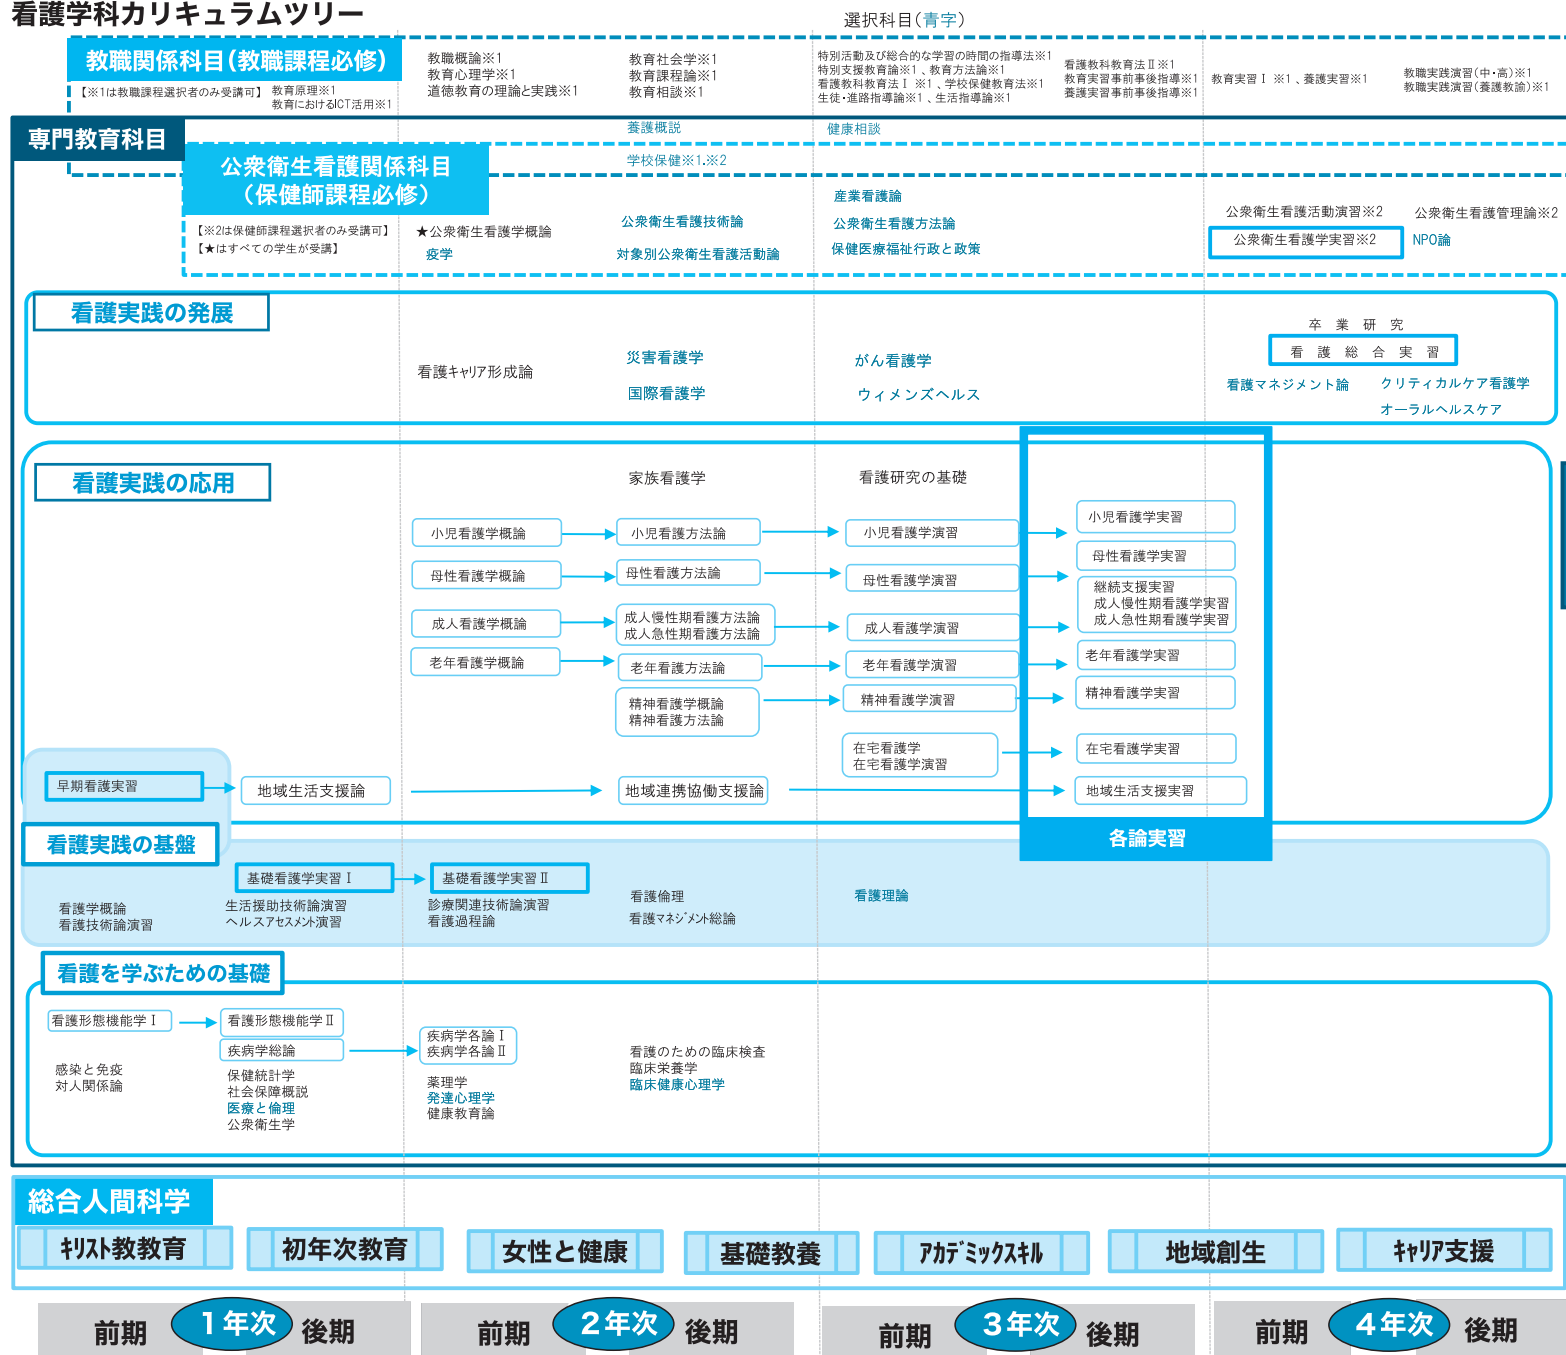 看護学科カリキュラムツリー
選択科目(青字)
教職関係科目(教職課程必修)
【※1は教職課程選択者のみ受講可】
教育原理※1
教育におけるICT活用※1
教職概論※1
教育心理学※1
道徳教育の理論と実践※1
教育社会学※1
教育課程論※1
教育相談※1
特別活動及び総合的な学習の時間の指導法※1
特別支援教育論※1、教育方法論※1
看護教科教育法Ⅰ ※1、学校保健教育法※1
生徒・進路指導論※1、生活指導論※1
看護教科教育法Ⅱ※1
教育実習事前事後指導※1
養護実習事前事後指導※1
教育実習Ⅰ ※1、養護実習※1
教職実践演習(中・高)※1
教職実践演習(養護教諭)※1
専門教育科目
養護概説
健康相談
公衆衛生看護関係科目
(保健師課程必修)
学校保健※1.※2
【※2は保健師課程選択者のみ受講可】
【★はすべての学生が受講】
★公衆衛生看護学概論
疫学
公衆衛生看護技術論
対象別公衆衛生看護活動論
産業看護論
公衆衛生看護方法論
保健医療福祉行政と政策
公衆衛生看護活動演習※2
公衆衛生看護学実習※2
公衆衛生看護管理論※2
NPO論
看護実践の発展
看護キャリア形成論
災害看護学
国際看護学
がん看護学
ウィメンズヘルス
卒業研究
看護総合実習
看護マネジメント論
クリティカルケア看護学
オーラルヘルスケア
看護実践の応用
家族看護学
看護研究の基礎
小児看護学概論
小児看護方法論
小児看護学演習
小児看護学実習
母性看護学概論
母性看護方法論
母性看護学演習
母性看護学実習
継続支援実習
成人慢性期看護学実習
成人急性期看護学実習
成人看護学概論
成人慢性期看護方法論
成人急性期看護方法論
成人看護学演習
老年看護学概論
老年看護方法論
老年看護学演習
老年看護学実習
精神看護学概論
精神看護方法論
精神看護学演習
精神看護学実習
在宅看護学
在宅看護学演習
在宅看護学実習
早期看護実習
地域生活支援論
地域連携協働支援論
地域生活支援実習
各論実習
看護実践の基盤
基礎看護学実習Ⅰ
基礎看護学実習Ⅱ
看護学概論
看護技術論演習
生活援助技術論演習
ヘルスアセスメント演習
診療関連技術論演習
看護過程論
看護倫理
看護マネジメント総論
看護理論
看護を学ぶための基礎
看護形態機能学Ⅰ
看護形態機能学Ⅱ
疾病学総論
疾病学各論Ⅰ
疾病学各論Ⅱ
感染と免疫
対人関係論
保健統計学
社会保障概説
医療と倫理
公衆衛生学
薬理学
発達心理学
健康教育論
看護のための臨床検査
臨床栄養学
臨床健康心理学
総合人間科学
キリスト教教育
初年次教育
女性と健康
基礎教養
アカデミックスキル
地域創生
キャリア支援
前期 1年次 後期
前期 2年次 後期
前期 3年次 後期
前期 4年次 後期